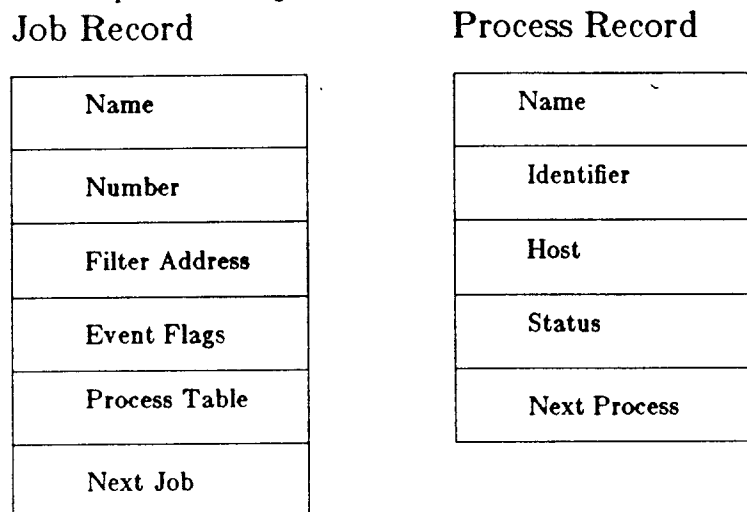 Job Record
Name
Number
Filter Address
Event Flags
Process Table
Next Job
Process Record
Name
Identifier
Host
Status
Next Process